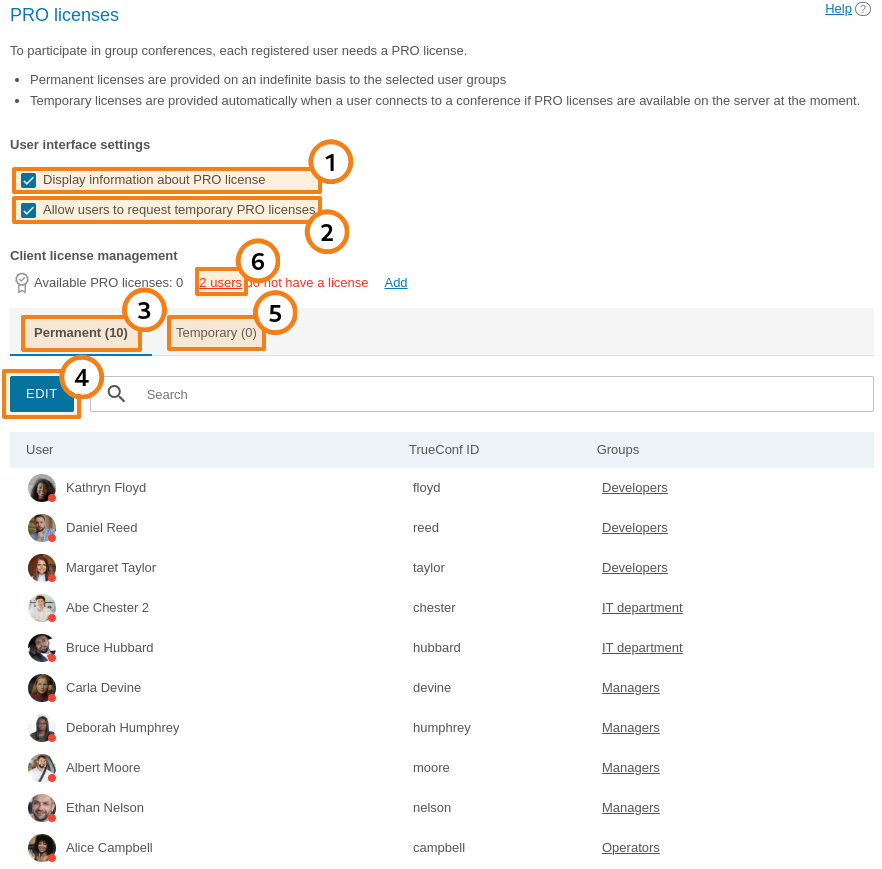 PRO licenses
Help ?
To participate in group conferences, each registered user needs a PRO license.
• Permanent licenses are provided on an indefinite basis to the selected user groups
• Temporary licenses are provided automatically when a user connects to a conference if PRO licenses are available on the server at the moment.
User interface settings
1
Display information about PRO license
Allow users to request temporary PRO licenses
2
Client license management
6
Available PRO licenses: 0 2 users do not have a license Add
3
5
Permanent (10) Temporary (0)
4
EDIT Search
User TrueConf ID Groups
Kathryn Floyd floyd Developers
Daniel Reed reed Developers
Margaret Taylor taylor Developers
Abe Chester 2 chester IT department
Bruce Hubbard hubbard IT department
Carla Devine devine Managers
Deborah Humphrey humphrey Managers
Albert Moore moore Managers
Ethan Nelson nelson Managers
Alice Campbell campbell Operators